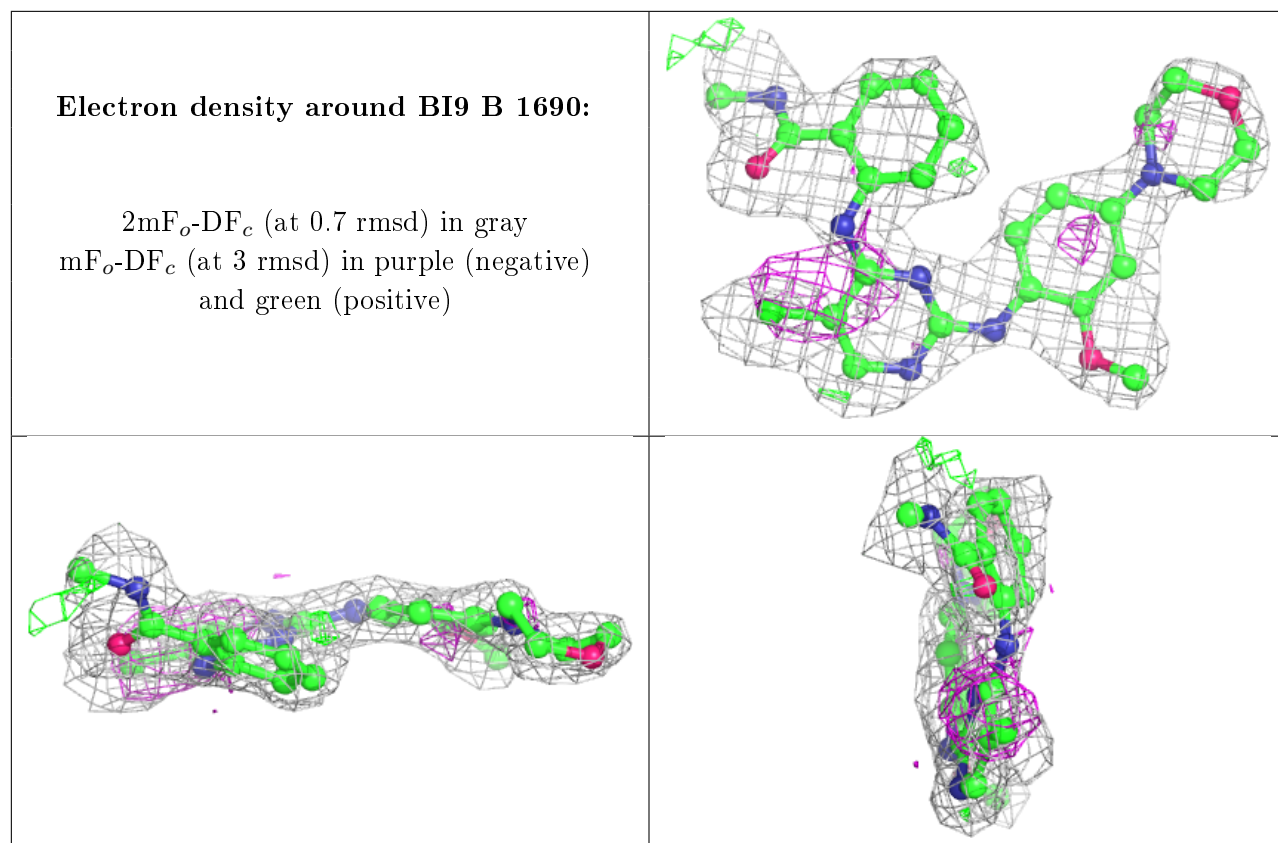 Electron density around BI9 B 1690:
2mFₒ-DF𝒸 (at 0.7 rmsd) in gray
mFₒ-DF𝒸 (at 3 rmsd) in purple (negative)
and green (positive)